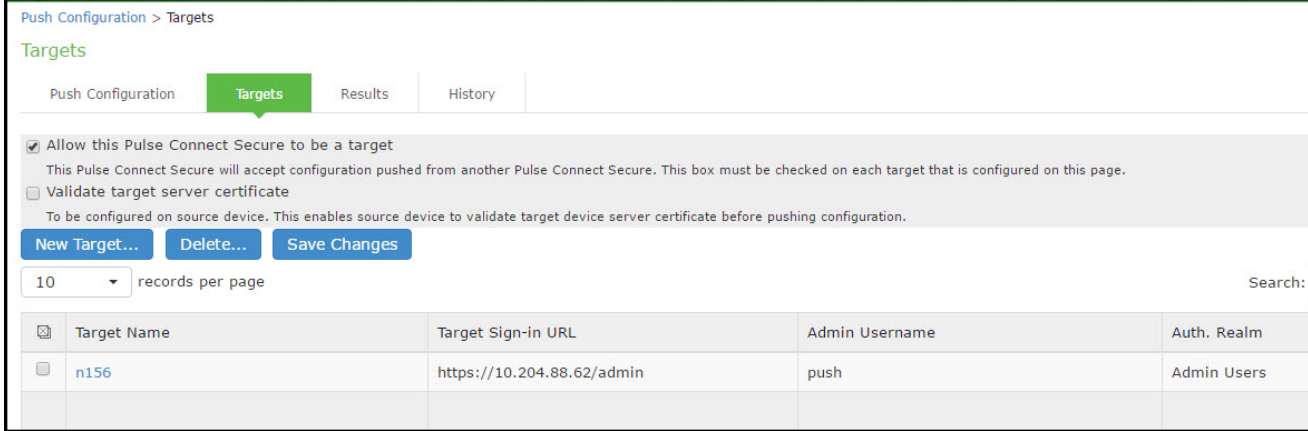 Push Configuration > Targets
Targets
Push Configuration Targets Results History
Allow this Pulse Connect Secure to be a target
This Pulse Connect Secure will accept configuration pushed from another Pulse Connect Secure. This box must be checked on each target that is configured on this page.
Validate target server certificate
To be configured on source device. This enables source device to validate target device server certificate before pushing configuration.
New Target... Delete... Save Changes
10 records per page Search:
Target Name Target Sign-in URL Admin Username Auth. Realm
n156 https://10.204.88.62/admin push Admin Users